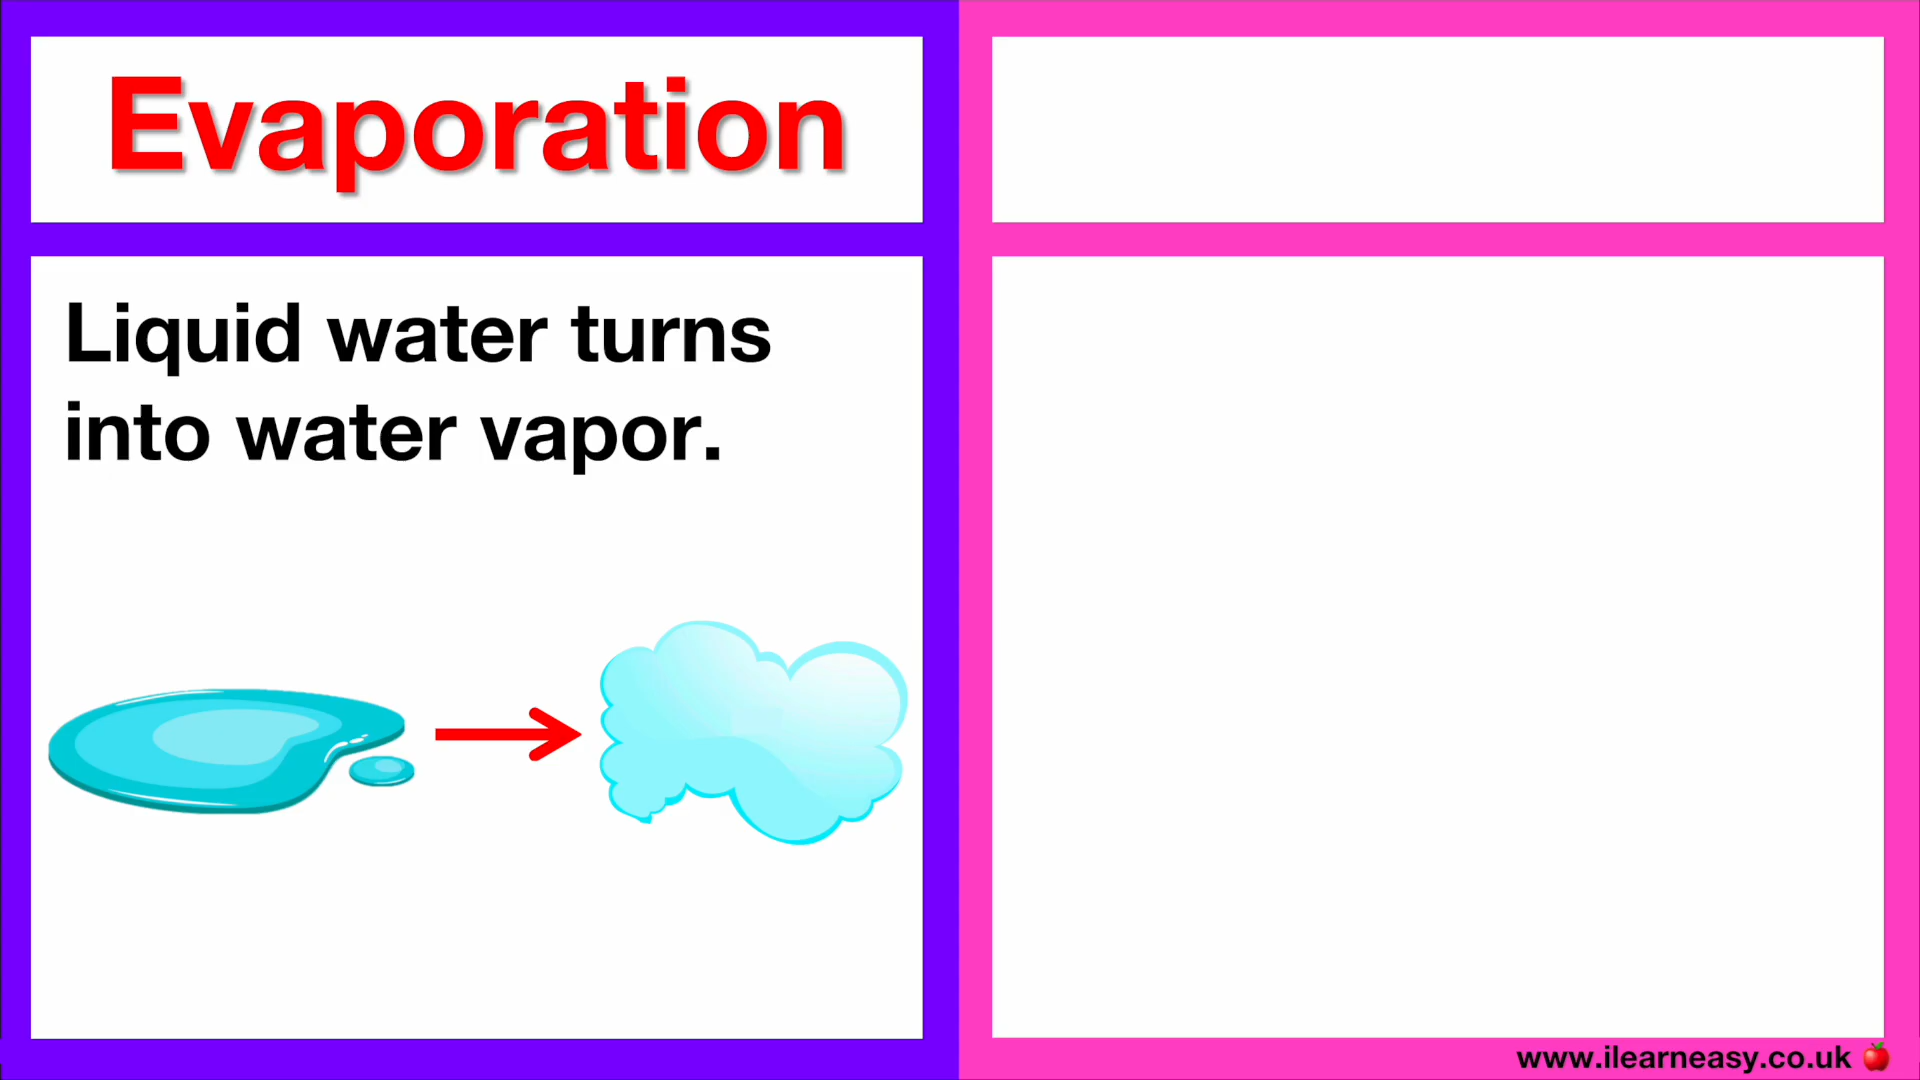 Evaporation
Liquid water turns
into water vapor.
www.ilearneasy.co.uk